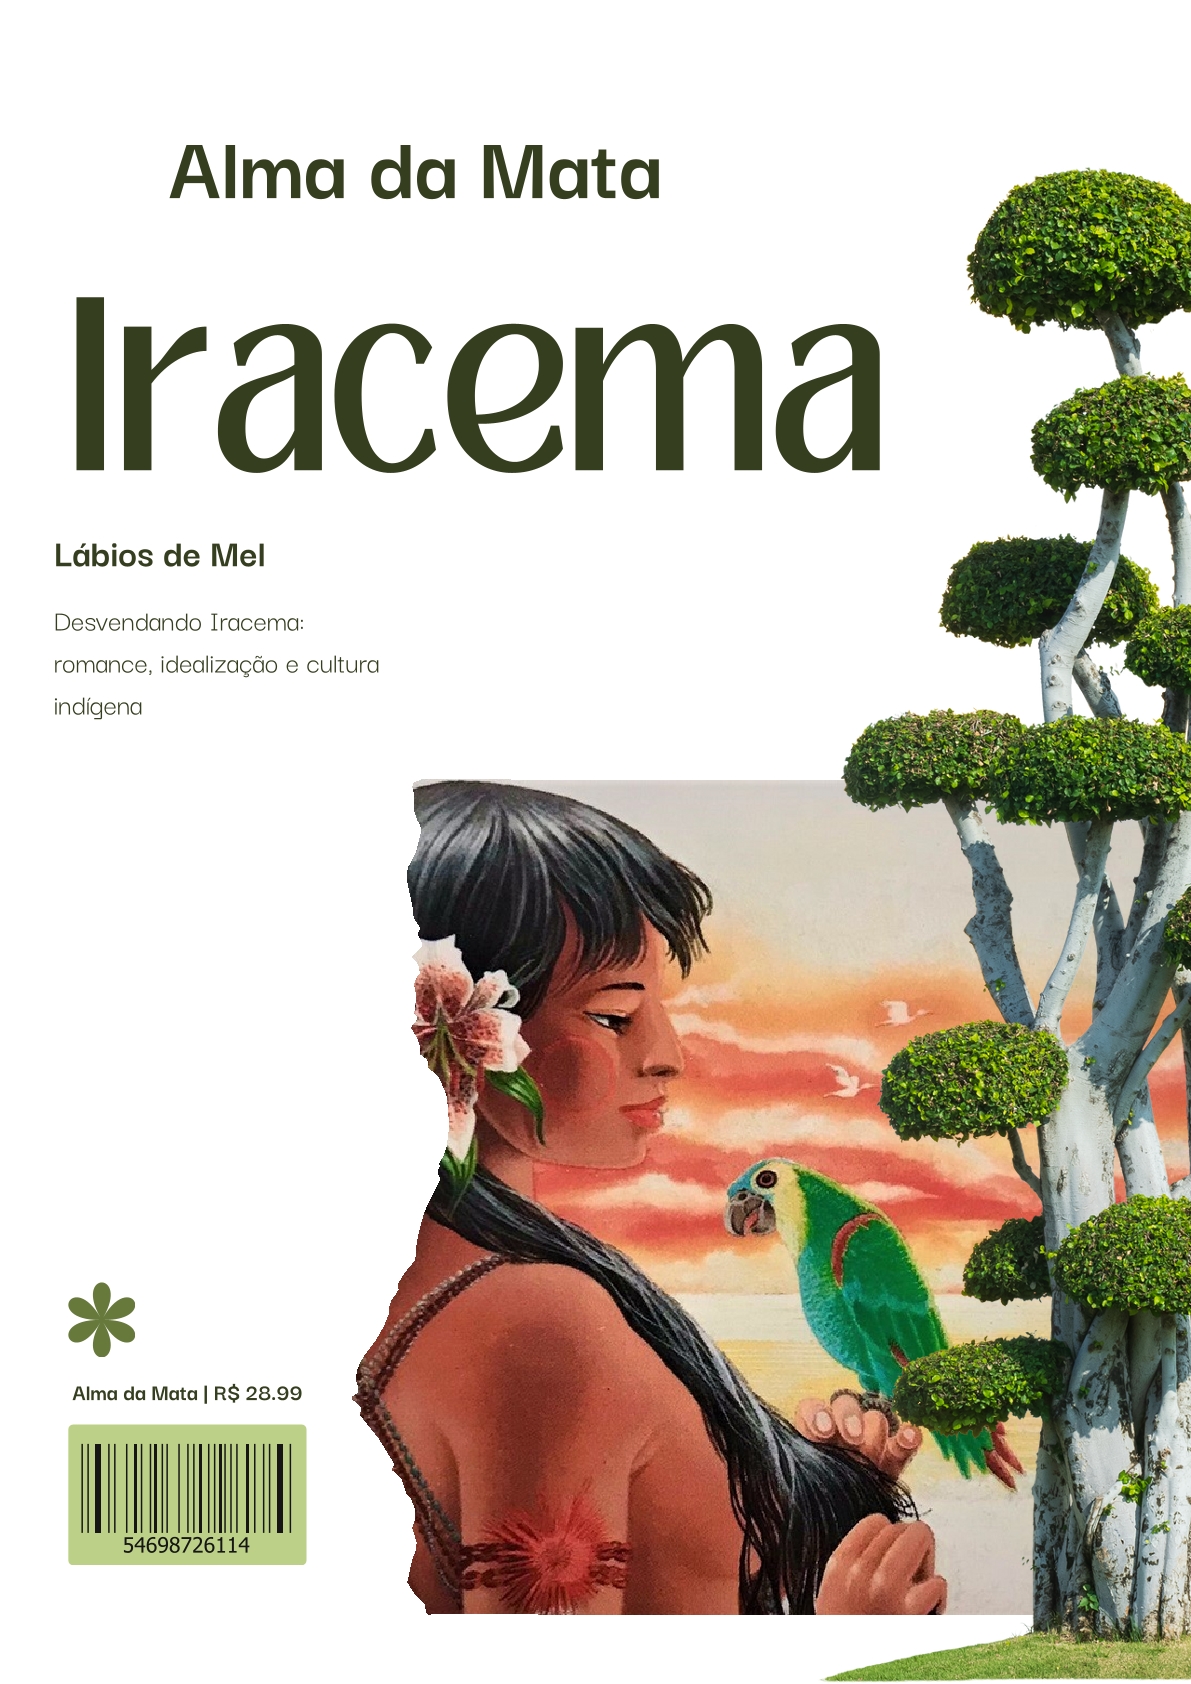 Alma da Mata
Iracema
Lábios de Mel
Desvendando Iracema:
romance, idealização e cultura
indígena
Alma da Mata | R$ 28.99
54698726114